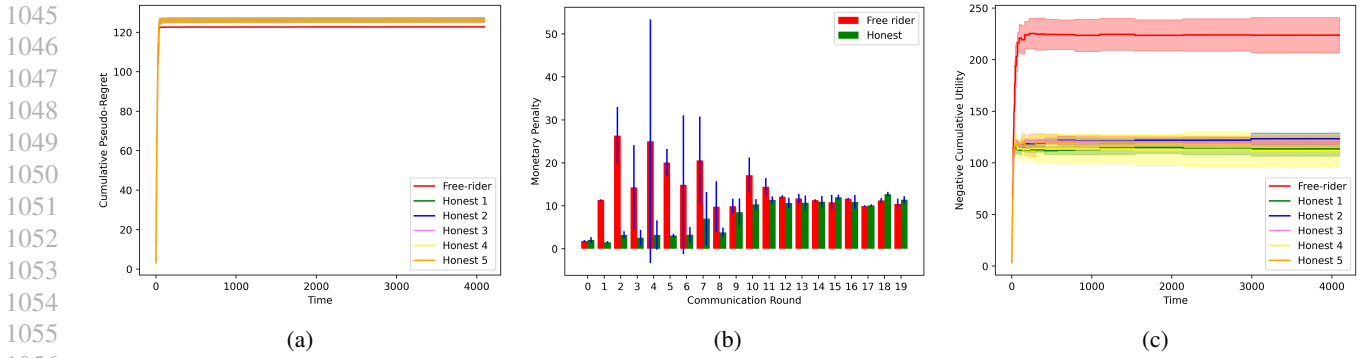 1045
1046
1047
1048
1049
1050
1051
1052
1053
1054
1055
Cumulative Pseudo-Regret
120
100
80
60
40
20
0
Free-rider
Honest 1
Honest 2
Honest 3
Honest 4
Honest 5
0 1000 2000 3000 4000
Time
(a)
Monetary Penalty
50
40
30
20
10
0
Free rider
Honest
0 1 2 3 4 5 6 7 8 9 10 11 12 13 14 15 16 17 18 19
Communication Round
(b)
Negative Cumulative Utility
250
200
150
100
50
0
Free-rider
Honest 1
Honest 2
Honest 3
Honest 4
Honest 5
0 1000 2000 3000 4000
Time
(c)